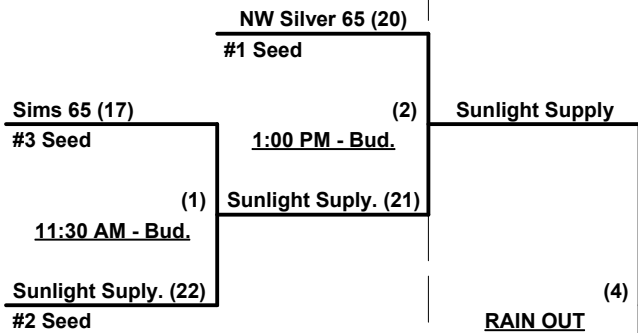 NW Silver 65 (20)
#1 Seed
Sims 65 (17)
(2)
Sunlight Supply
#3 Seed
1:00 PM - Bud.
(1)
Sunlight Suply. (21)
11:30 AM - Bud.
Sunlight Suply. (22)
(4)
#2 Seed
RAIN OUT